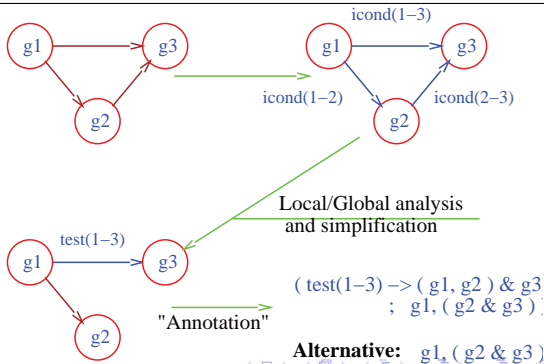 icond(1−3)
g1 g3 g1 g3
icond(1−2) icond(2−3)
g2 g2
Local/Global analysis
and simplification
test(1−3)
g1 g3
( test(1−3) −> ( g1, g2 ) & g3
; g1, ( g2 & g3 ) )
"Annotation"
g2
Alternative: g1, ( g2 & g3 )